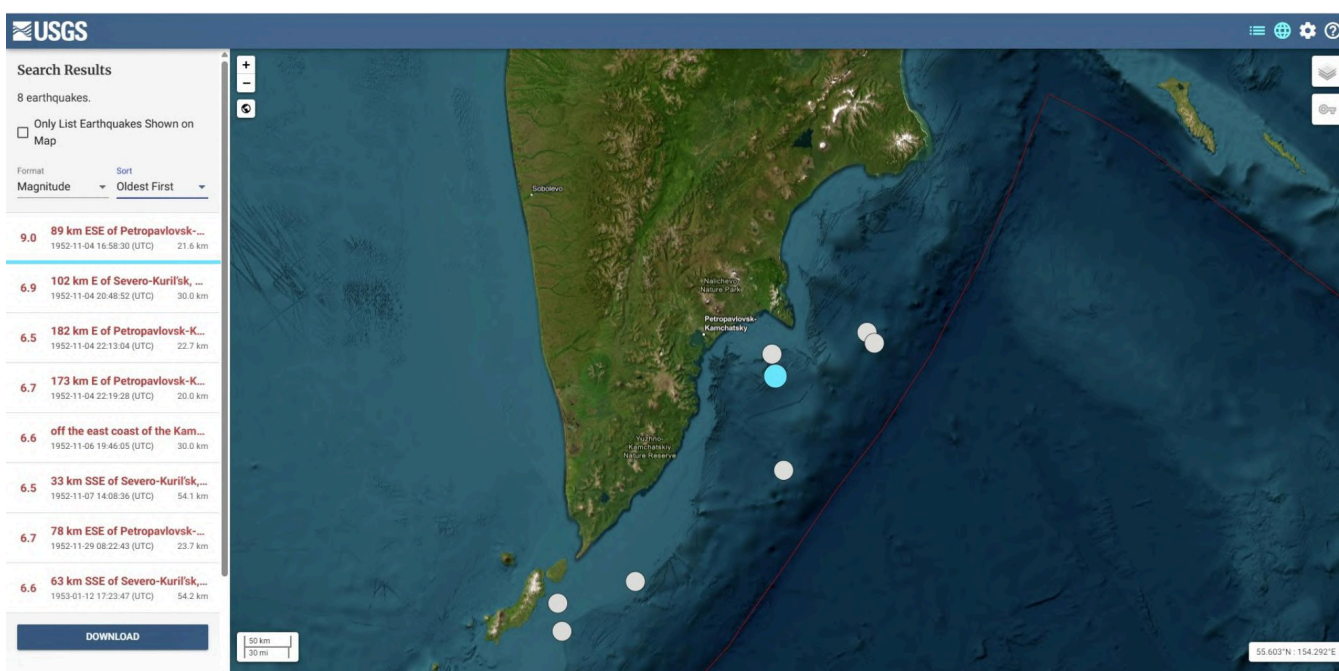 USGS
Search Results
8 earthquakes.
Only List Earthquakes Shown on
Map
Format
Sort
Magnitude
Oldest First
9.0
89 km ESE of Petropavlovsk-...
1952-11-04 16:58:30 (UTC) 21.6 km
6.9
102 km E of Severo-Kuril'sk, ...
1952-11-04 20:48:52 (UTC) 30.0 km
6.5
182 km E of Petropavlovsk-K...
1952-11-04 22:13:04 (UTC) 22.7 km
6.7
173 km E of Petropavlovsk-K...
1952-11-04 22:19:28 (UTC) 20.0 km
6.6
off the east coast of the Kam...
1952-11-06 19:46:05 (UTC) 30.0 km
6.5
33 km SSE of Severo-Kuril'sk,...
1952-11-07 14:08:36 (UTC) 54.1 km
6.7
78 km ESE of Petropavlovsk-...
1952-11-29 08:22:43 (UTC) 23.7 km
6.6
63 km SSE of Severo-Kuril'sk,...
1953-01-12 17:23:47 (UTC) 54.2 km
DOWNLOAD
+
−
Sobolevo
Nalichevo
Nature Park
Petropavlovsk-
Kamchatsky
Yuzhno-
Kamchatskiy
Nature Reserve
50 km
30 mi
55.603°N : 154.292°E